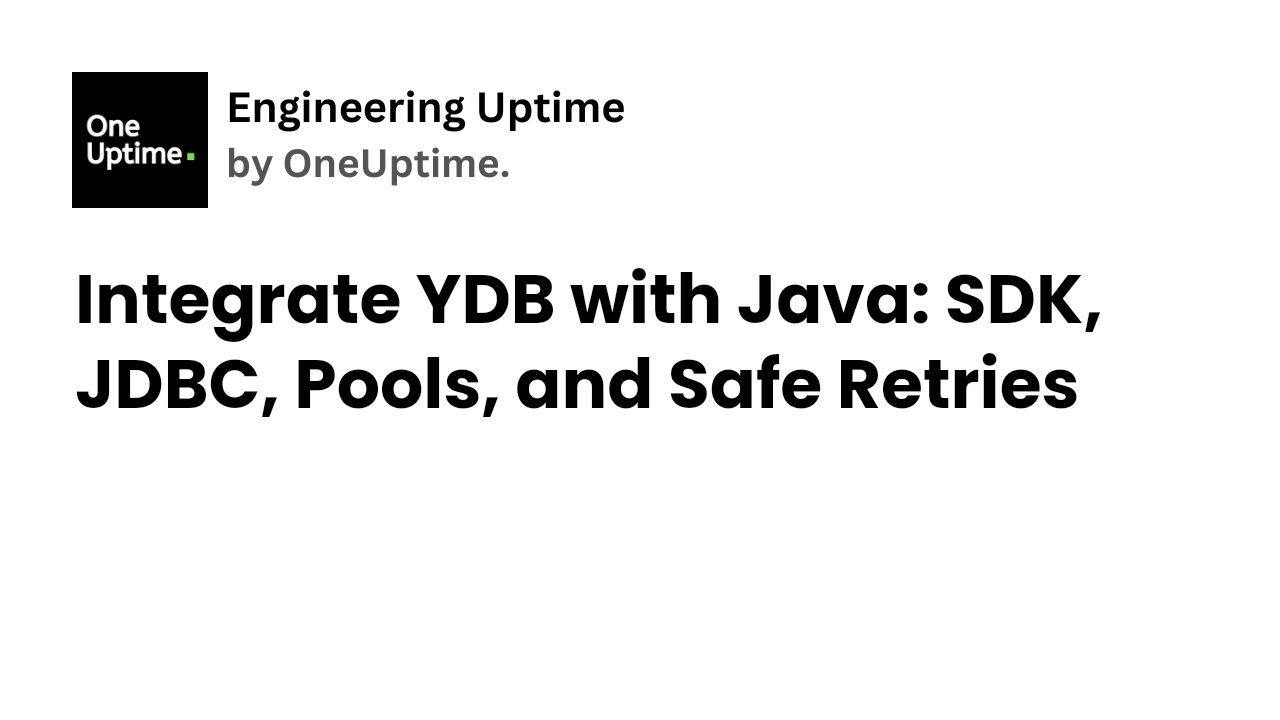 One
Uptime.
Engineering Uptime
by OneUptime.
Integrate YDB with Java: SDK,
JDBC, Pools, and Safe Retries